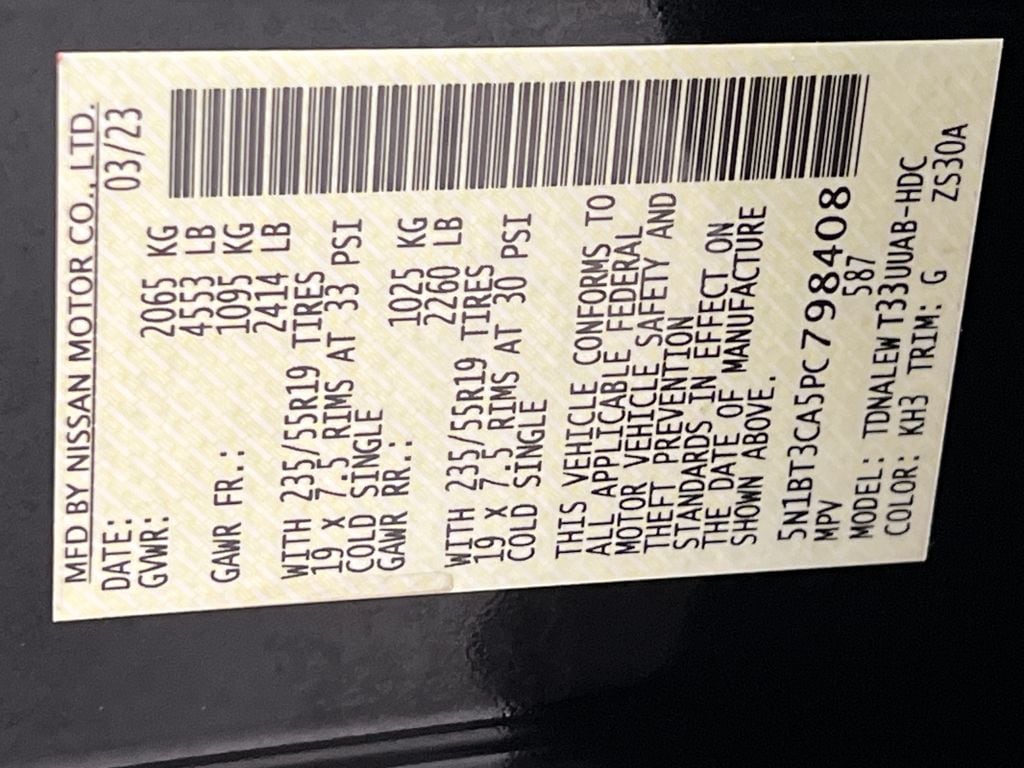 MFD BY NISSAN MOTOR CO., LTD.
DATE: 03/23
GVWR: 2065 KG
4553 LB
GAWR FR.: 1095 KG
2414 LB
WITH 235/55R19 TIRES
19 X 7.5 RIMS AT 33 PSI
COLD SINGLE
GAWR RR.: 1025 KG
2260 LB
WITH 235/55R19 TIRES
19 X 7.5 RIMS AT 30 PSI
COLD SINGLE
THIS VEHICLE CONFORMS TO
ALL APPLICABLE FEDERAL
MOTOR VEHICLE SAFETY AND
THEFT PREVENTION
STANDARDS IN EFFECT ON
THE DATE OF MANUFACTURE
SHOWN ABOVE.
5N1BT3CA5PC798408
MPV 587
MODEL: TDNALEWT33UUAB-HDC
COLOR: KH3 TRIM: G ZS30A